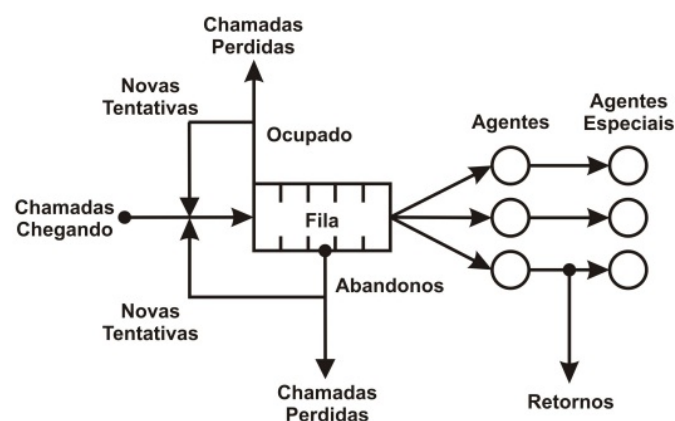 Chamadas
Perdidas
Novas
Tentativas
Ocupado
Agentes
Agentes
Especiais
Chamadas
Chegando
Fila
Novas
Tentativas
Abandonos
Chamadas
Perdidas
Retornos